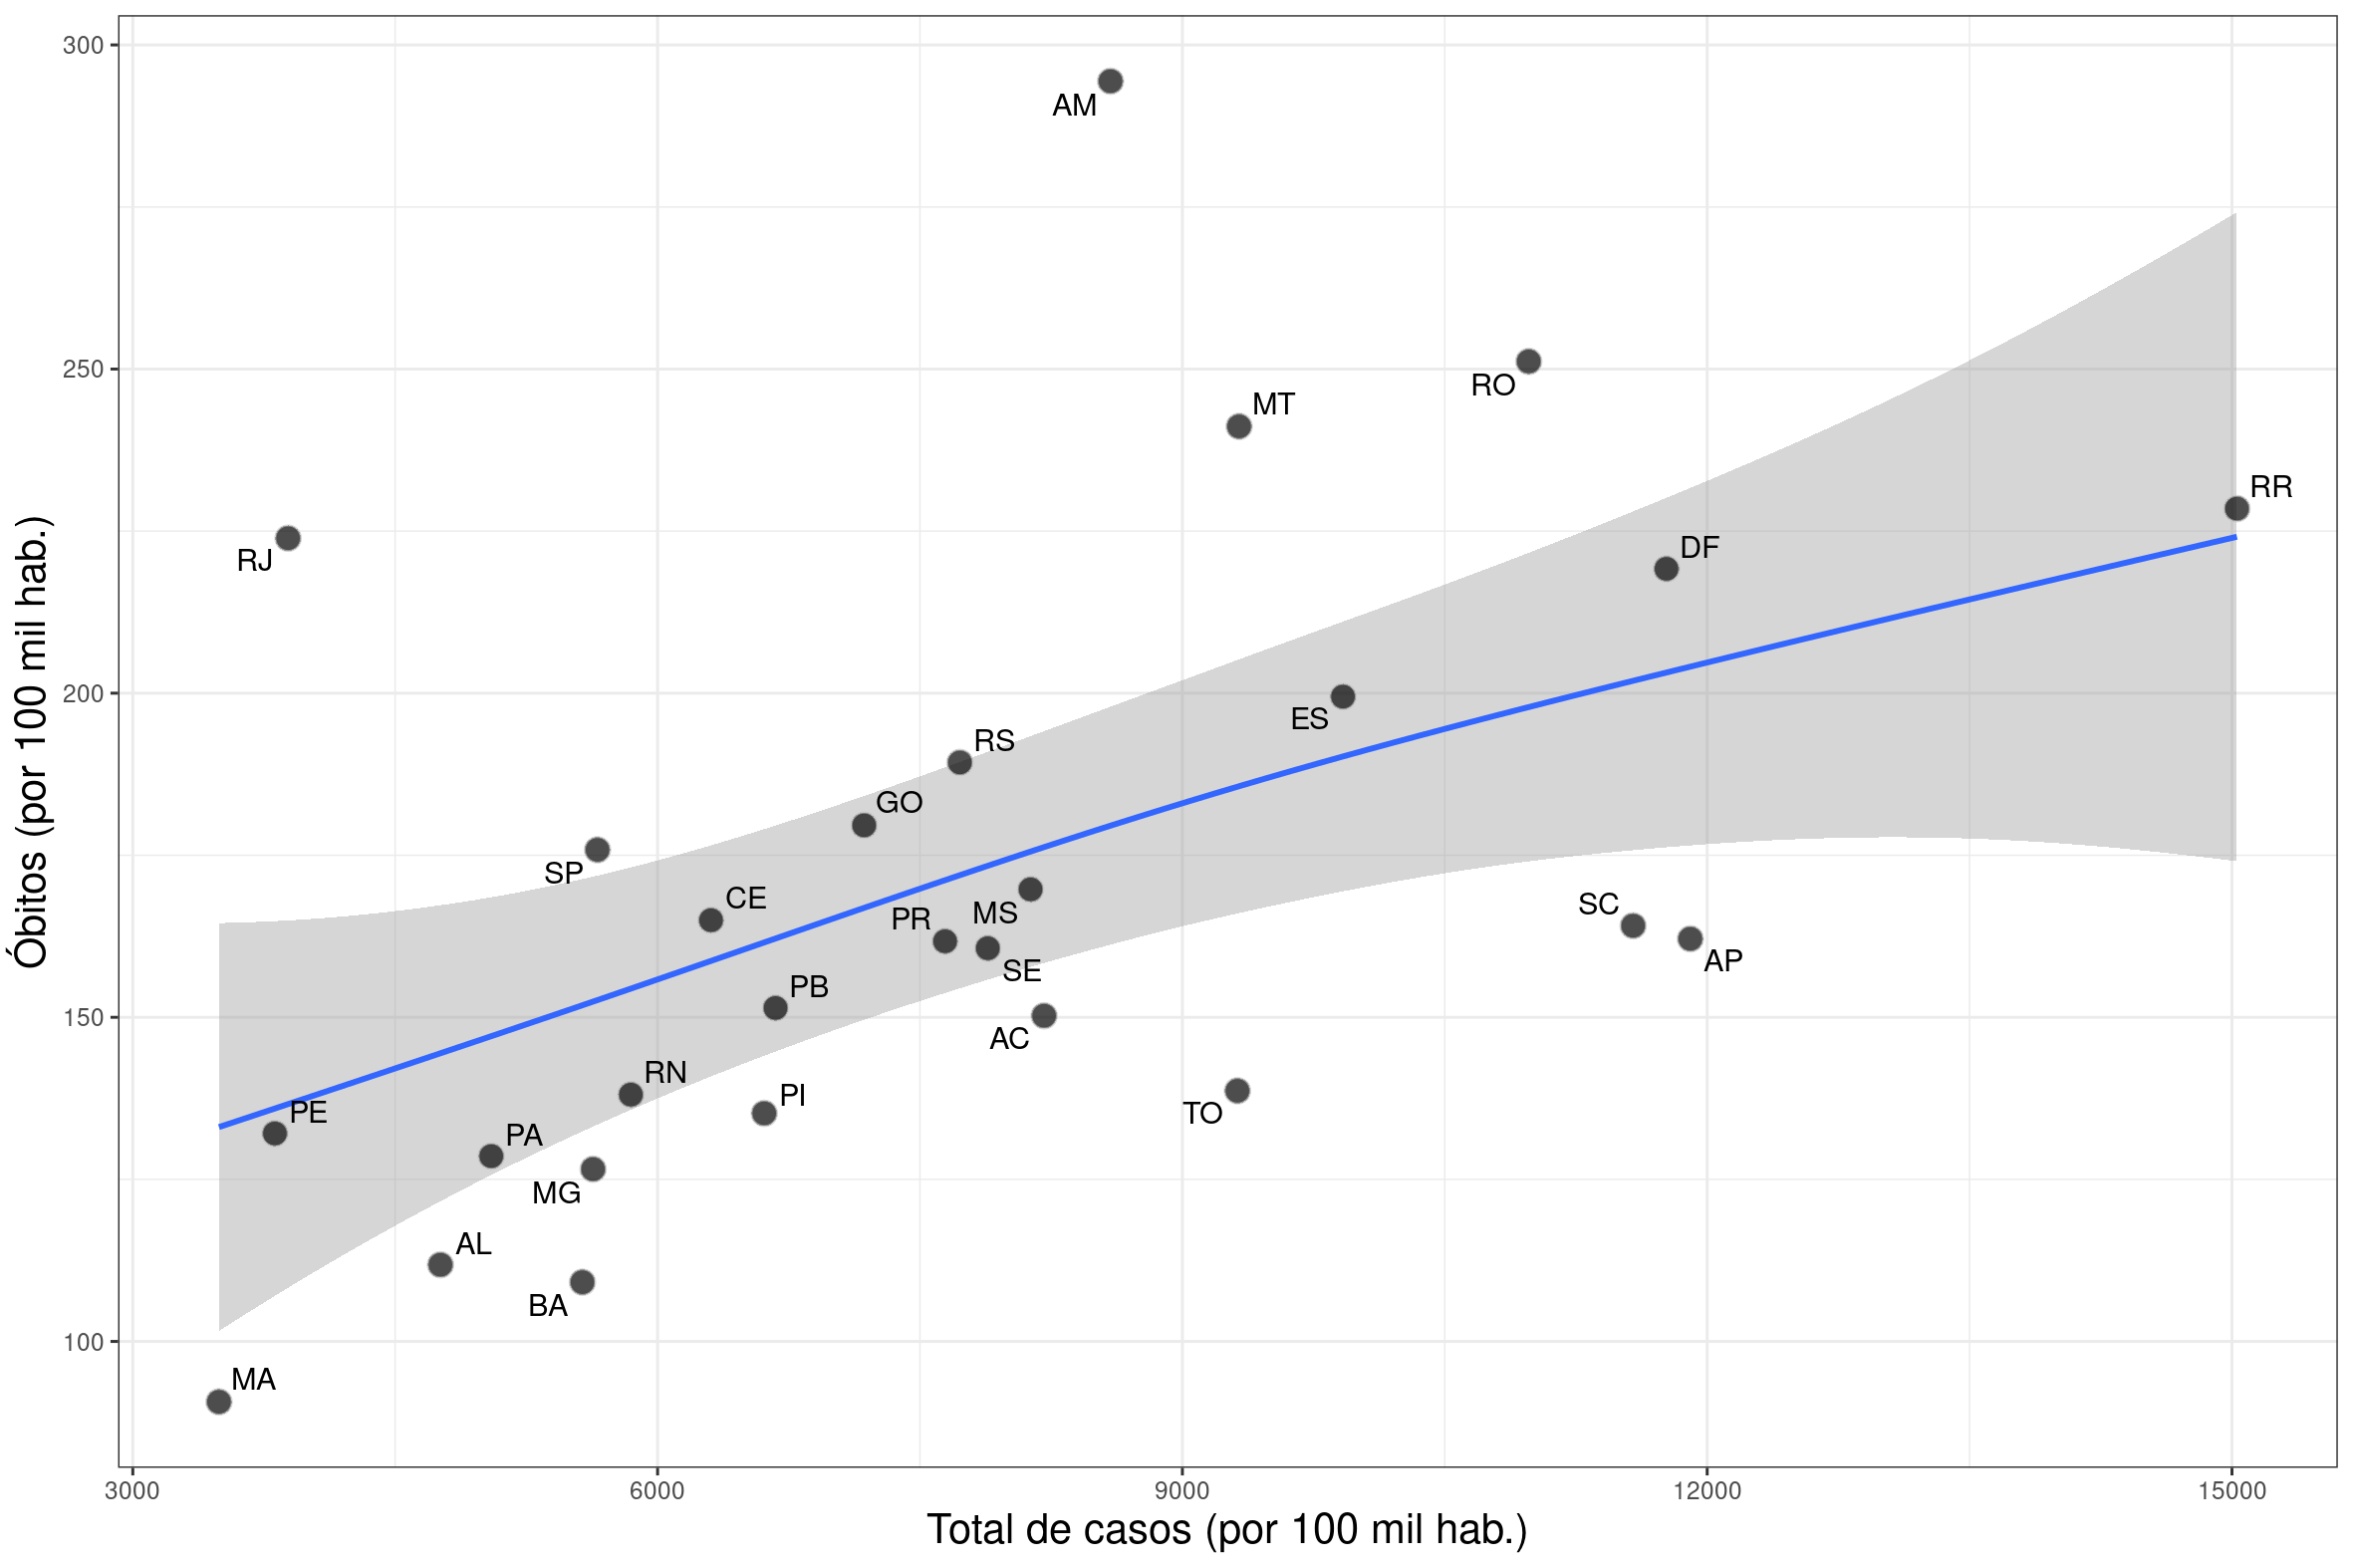 300
AM
250
RO
MT
RR
RJ
DF
200
ES
RS
GO
SP
CE
SC
PR
MS
AP
SE
PB
150
AC
RN
PI
TO
PE
PA
MG
AL
BA
100
MA
Óbitos (por 100 mil hab.)
3000 6000 9000 12000 15000
Total de casos (por 100 mil hab.)